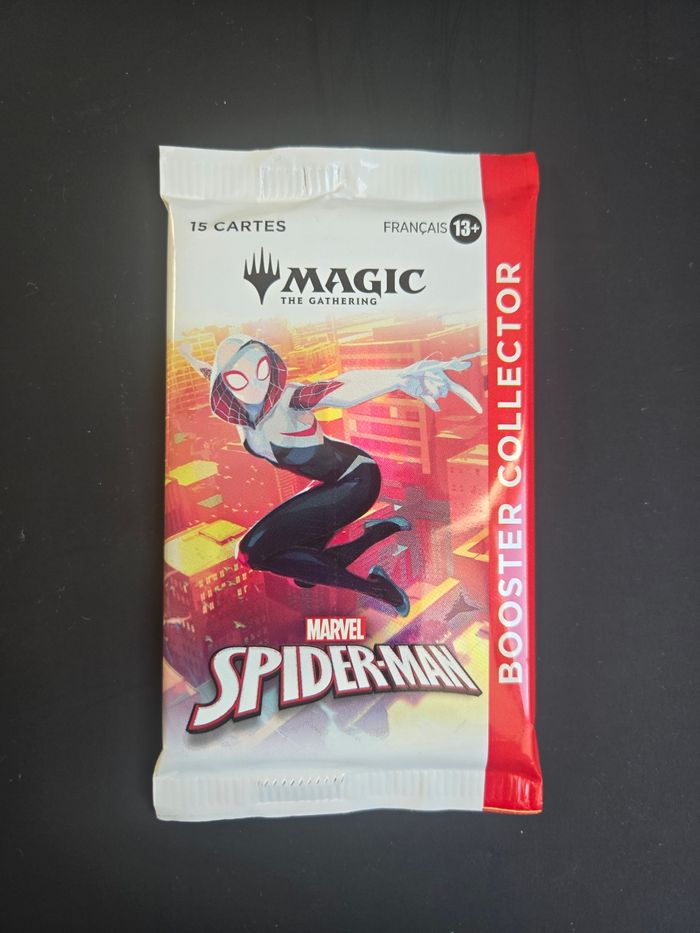 15 CARTES
FRANÇAIS 13+
MAGIC
THE GATHERING
MARVEL
SPIDER-MAN
BOOSTER COLLECTOR